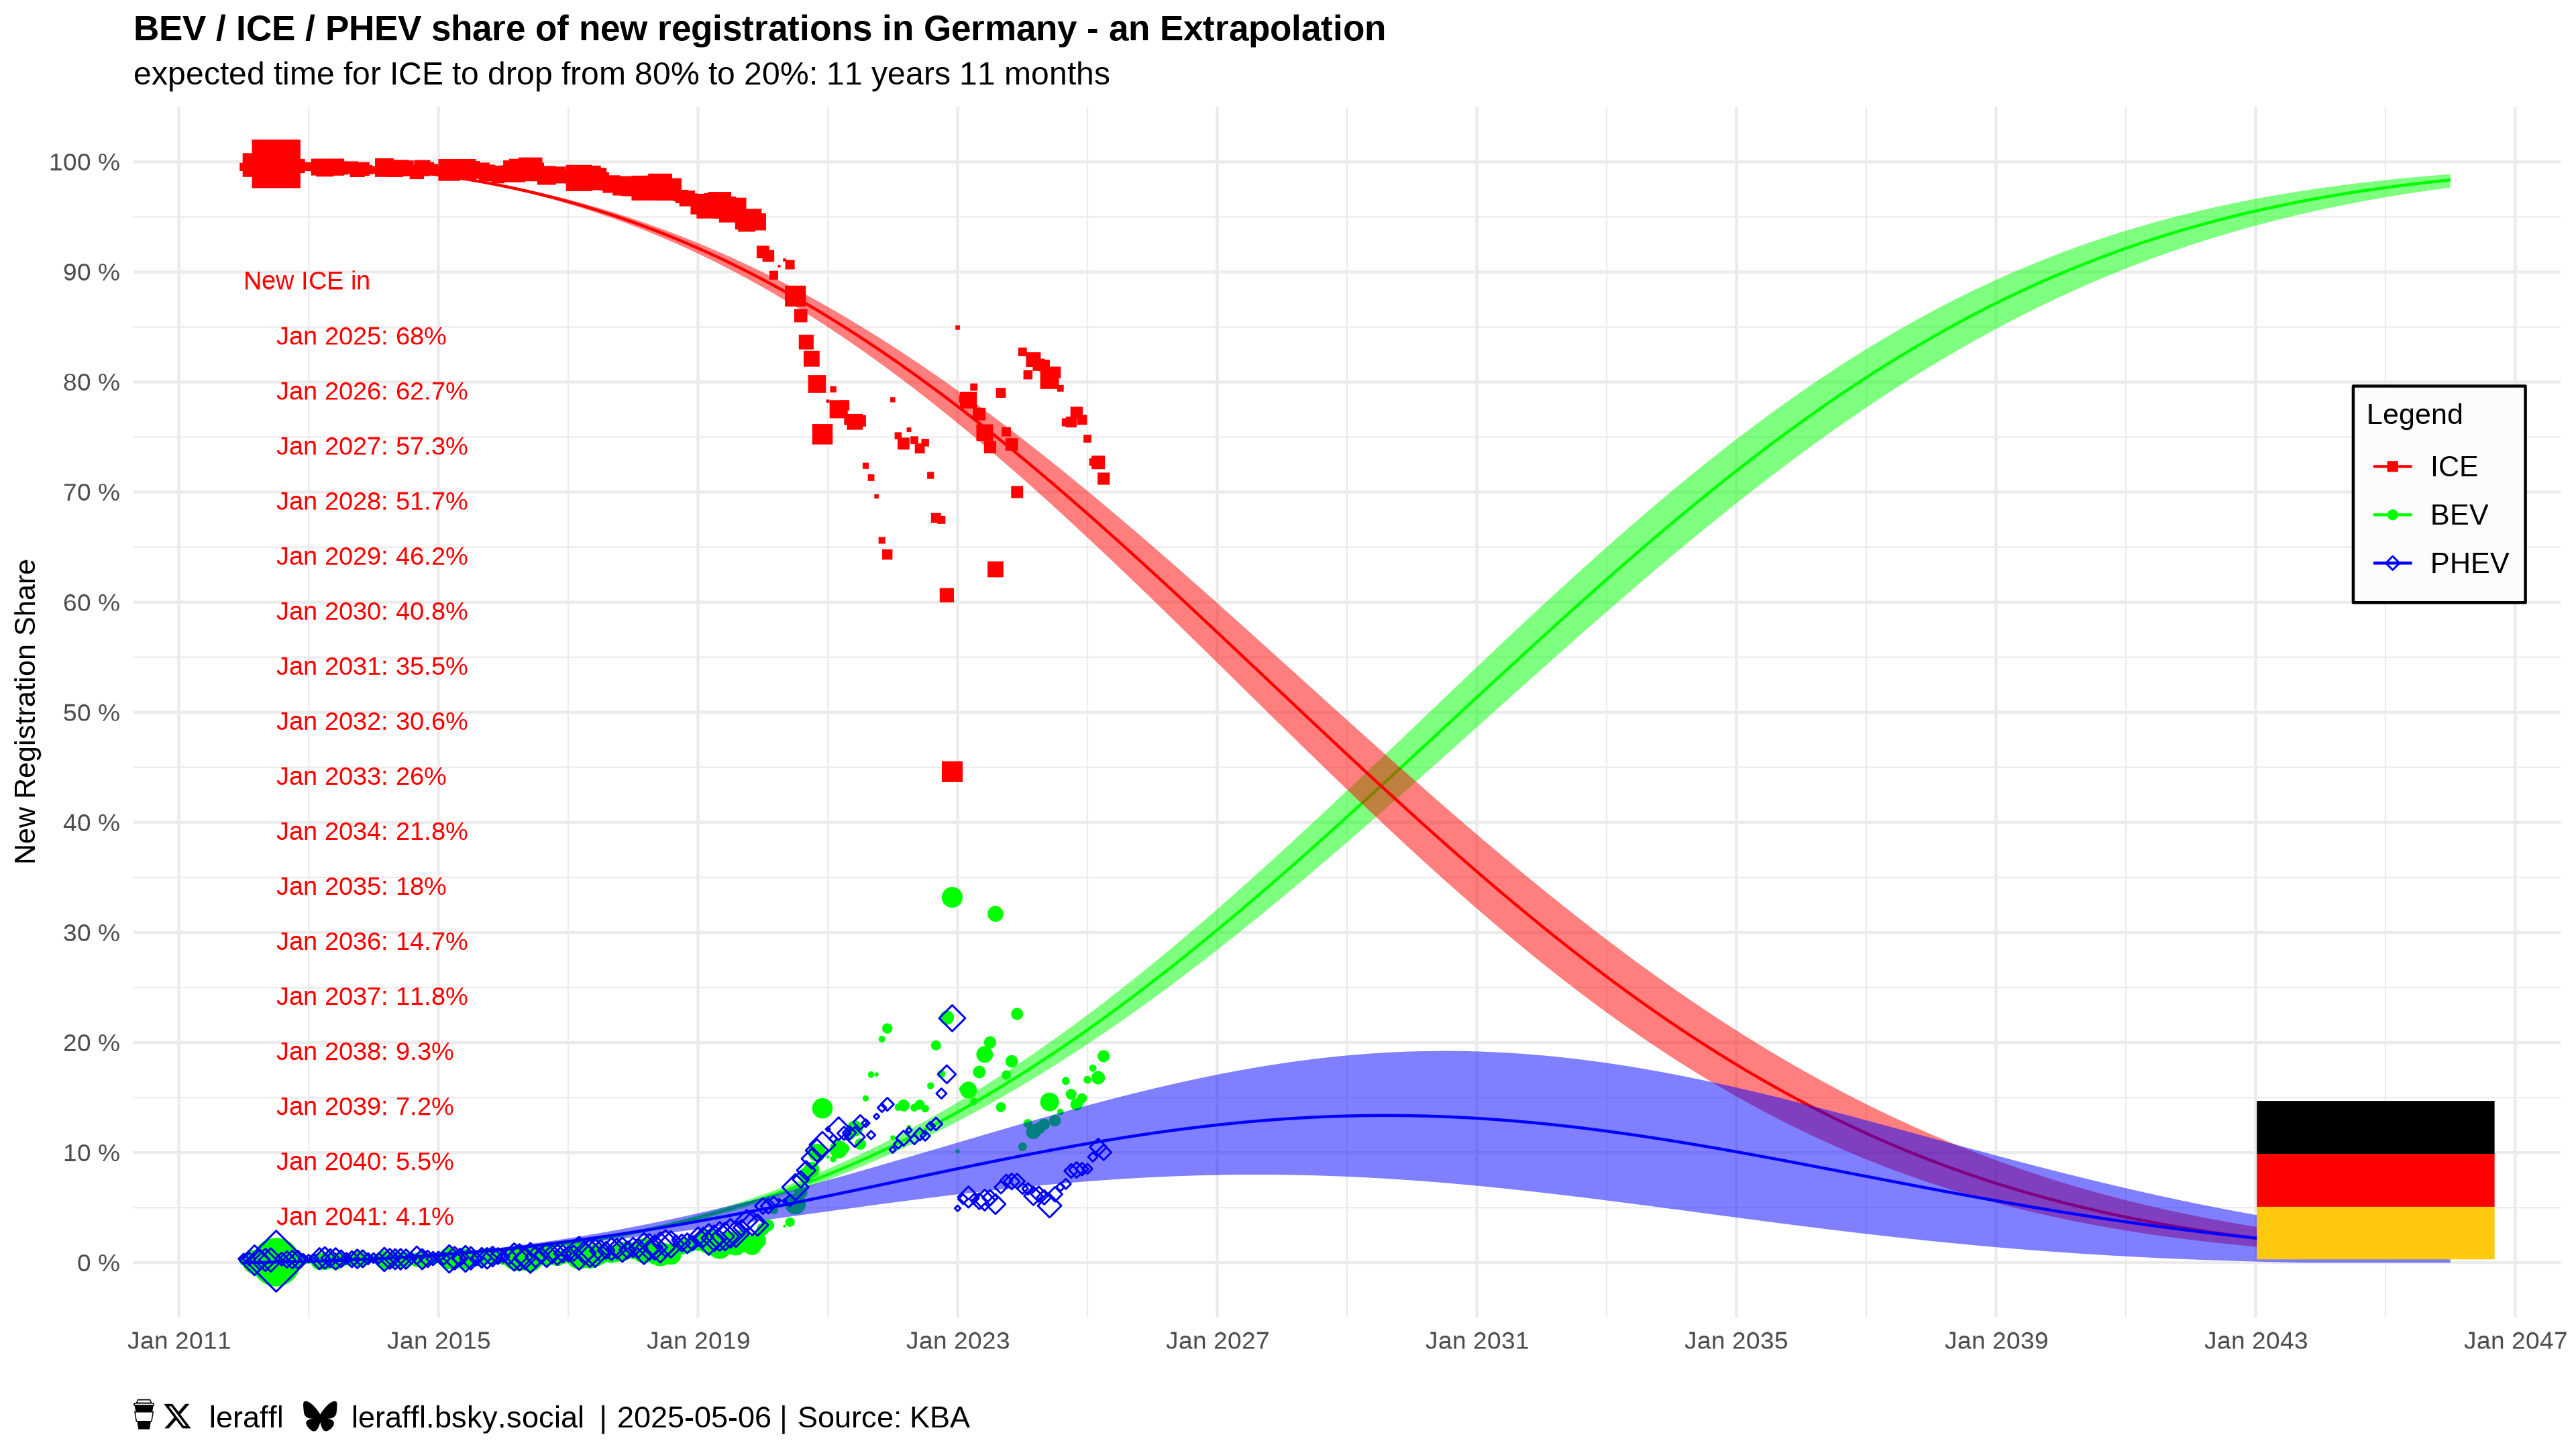 BEV / ICE / PHEV share of new registrations in Germany - an Extrapolation
expected time for ICE to drop from 80% to 20%: 11 years 11 months
New Registration Share
100 %
90 %
80 %
70 %
60 %
50 %
40 %
30 %
20 %
10 %
0 %
New ICE in
Jan 2025: 68%
Jan 2026: 62.7%
Jan 2027: 57.3%
Jan 2028: 51.7%
Jan 2029: 46.2%
Jan 2030: 40.8%
Jan 2031: 35.5%
Jan 2032: 30.6%
Jan 2033: 26%
Jan 2034: 21.8%
Jan 2035: 18%
Jan 2036: 14.7%
Jan 2037: 11.8%
Jan 2038: 9.3%
Jan 2039: 7.2%
Jan 2040: 5.5%
Jan 2041: 4.1%
Legend
ICE
BEV
PHEV
Jan 2011 Jan 2015 Jan 2019 Jan 2023 Jan 2027 Jan 2031 Jan 2035 Jan 2039 Jan 2043 Jan 2047
leraffl leraffl.bsky.social | 2025-05-06 | Source: KBA